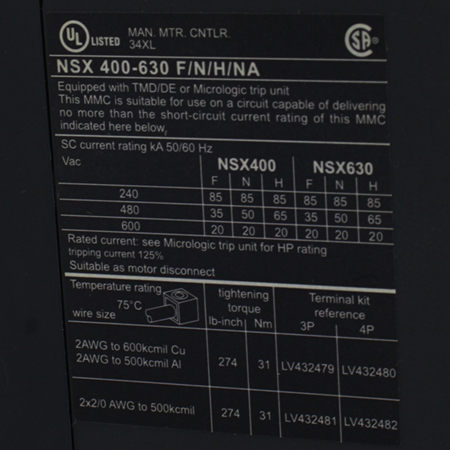 UL LISTED MAN. MTR. CNTLR.
34XL
SA
NSX 400-630 F/N/H/NA
Equipped with TMD/DE or Micrologic trip unit
This MMC is suitable for use on a circuit capable of delivering
no more than the short-circuit current rating of this MMC
indicated here below,
SC current rating kA 50/60 Hz
Vac NSX400 NSX630
F N H F N H
240 85 85 85 85 85 85
480 35 50 65 35 50 65
600 20 20 20 20 20 20
Rated current: see Micrologic trip unit for HP rating
tripping current 125%
Suitable as motor disconnect
Temperature rating tightening Terminal kit
75°C torque reference
wire size lb-inch Nm 3P 4P
2AWG to 600kcmil Cu
2AWG to 500kcmil Al 274 31 LV432479 LV432480
2x2/0 AWG to 500kcmil 274 31 LV432481 LV432482